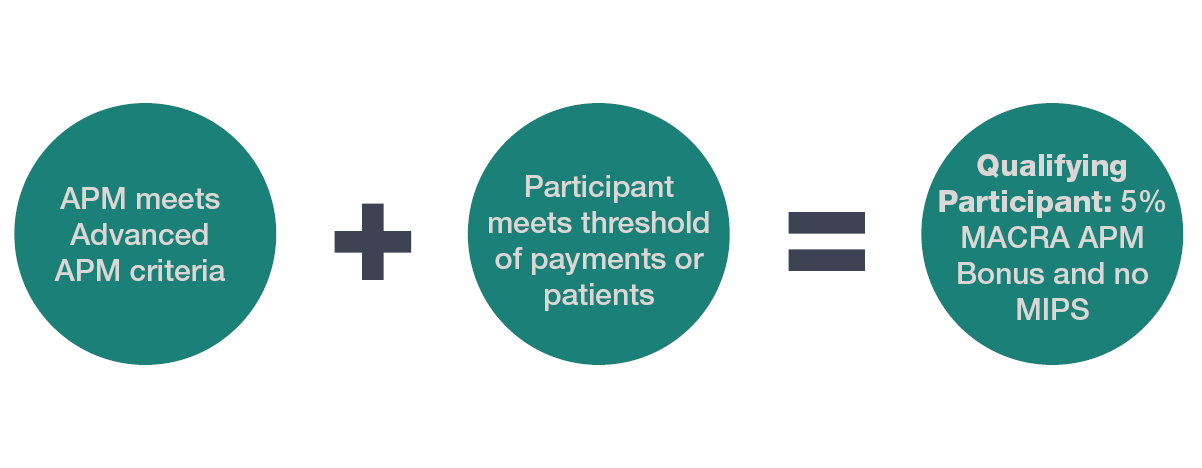 APM meets
Advanced
APM criteria
+
Participant
meets threshold
of payments or
patients
=
Qualifying
Participant: 5%
MACRA APM
Bonus and no
MIPS